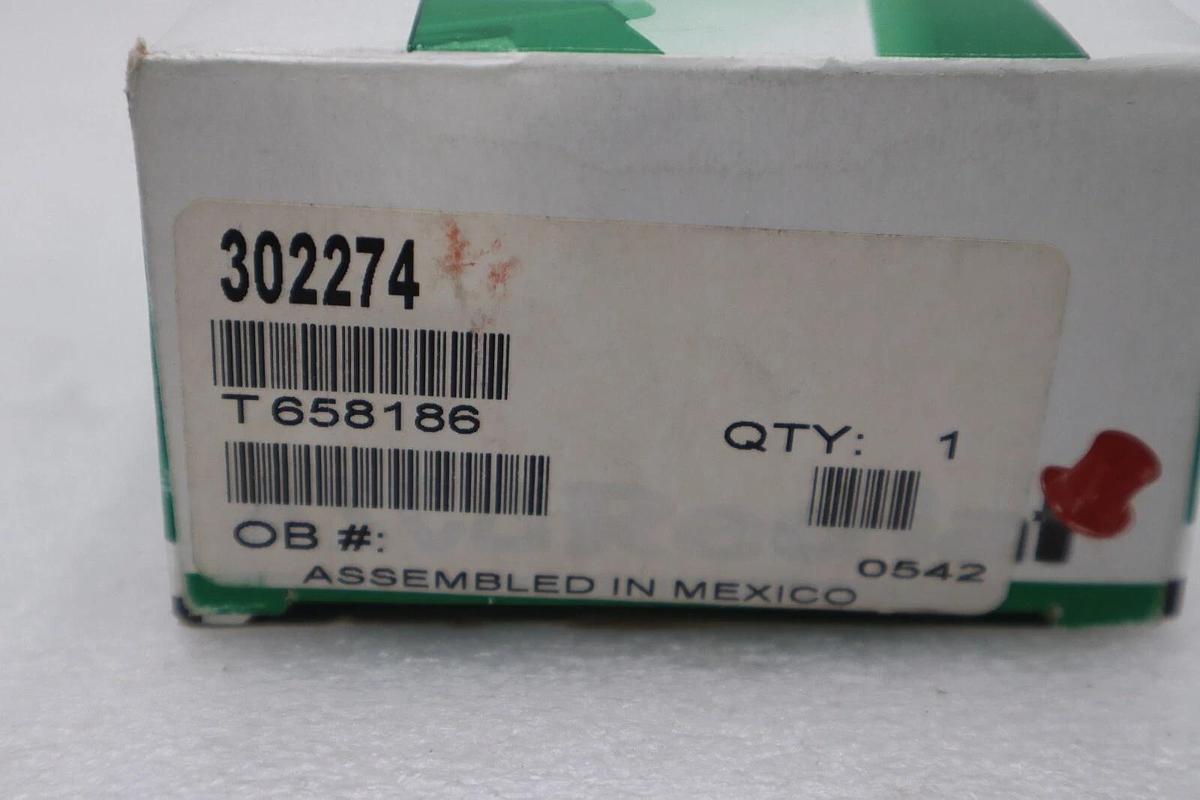 302274
T 658186
QTY: 1
OB #:
0542
ASSEMBLED IN MEXICO